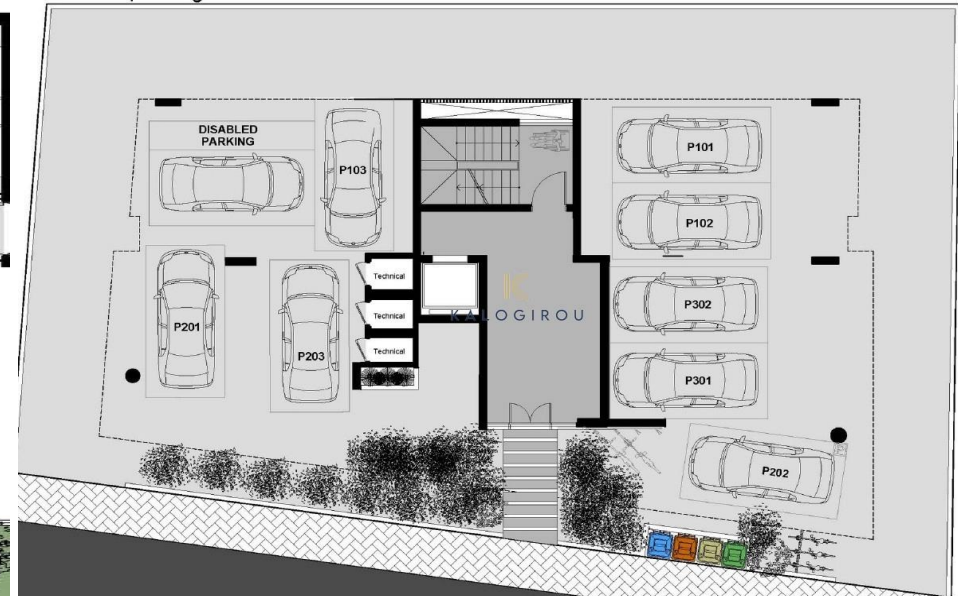 DISABLED
PARKING
P103
P101
P102
P201
P203
Technical
Technical
Technical
P302
P301
KALOGIROU
P202